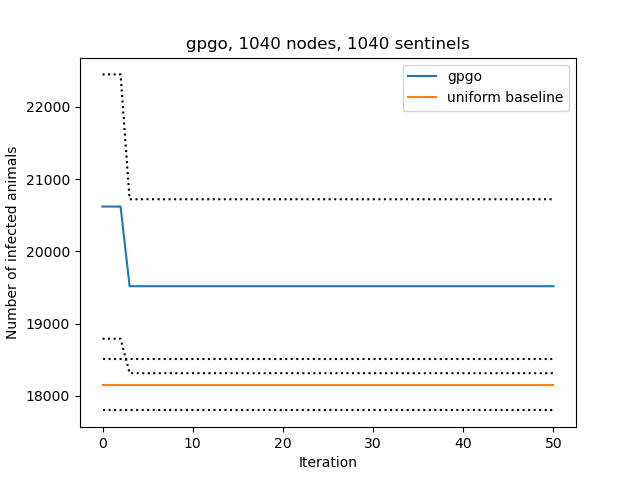 gpgo, 1040 nodes, 1040 sentinels
gpgo
uniform baseline
Number of infected animals
22000
21000
20000
19000
18000
0 10 20 30 40 50
Iteration